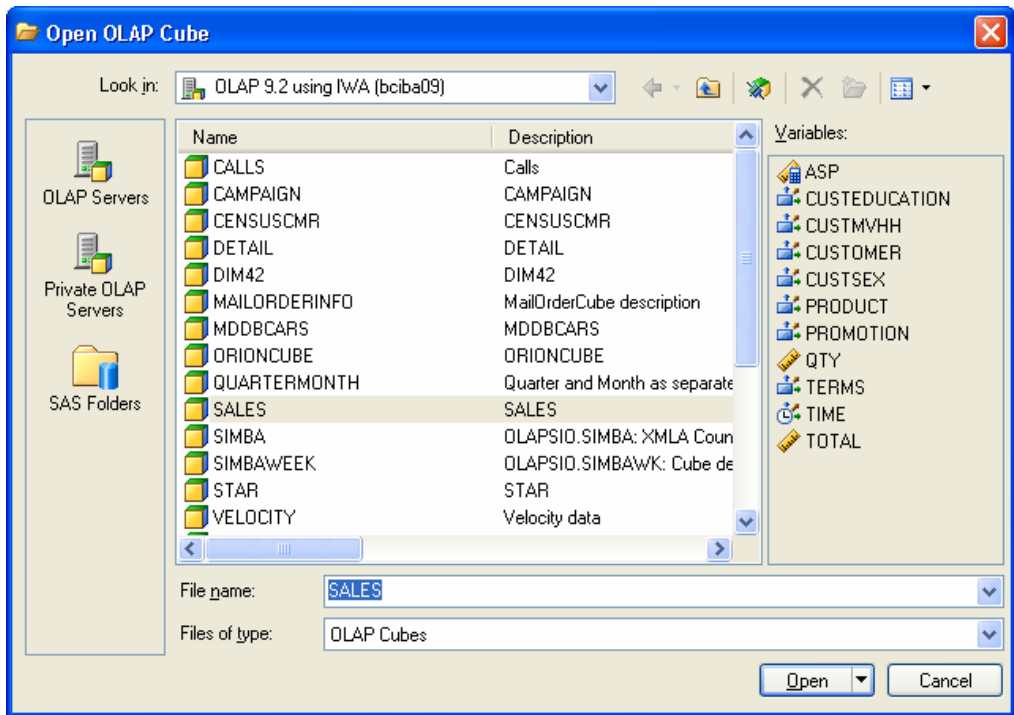 Open OLAP Cube
Look in: OLAP 9.2 using IWA (bciba09)
OLAP Servers
Private OLAP
Servers
SAS Folders
Name Description
CALLS Calls
CAMPAIGN CAMPAIGN
CENSUSCMR CENSUSCMR
DETAIL DETAIL
DIM42 DIM42
MAILORDERINFO MailOrderCube description
MDDBCARS MDDBCARS
ORIONCUBE ORIONCUBE
QUARTERMONTH Quarter and Month as separate
SALES SALES
SIMBA OLAPSIO.SIMBA: XMLA Coun
SIMBAWEEK OLAPSIO.SIMBAWK: Cube de
STAR STAR
VELOCITY Velocity data
Variables:
ASP
CUSTEDUCATION
CUSTMVHH
CUSTOMER
CUSTSEX
PRODUCT
PROMOTION
QTY
TERMS
TIME
TOTAL
File name: SALES
Files of type: OLAP Cubes
Open Cancel